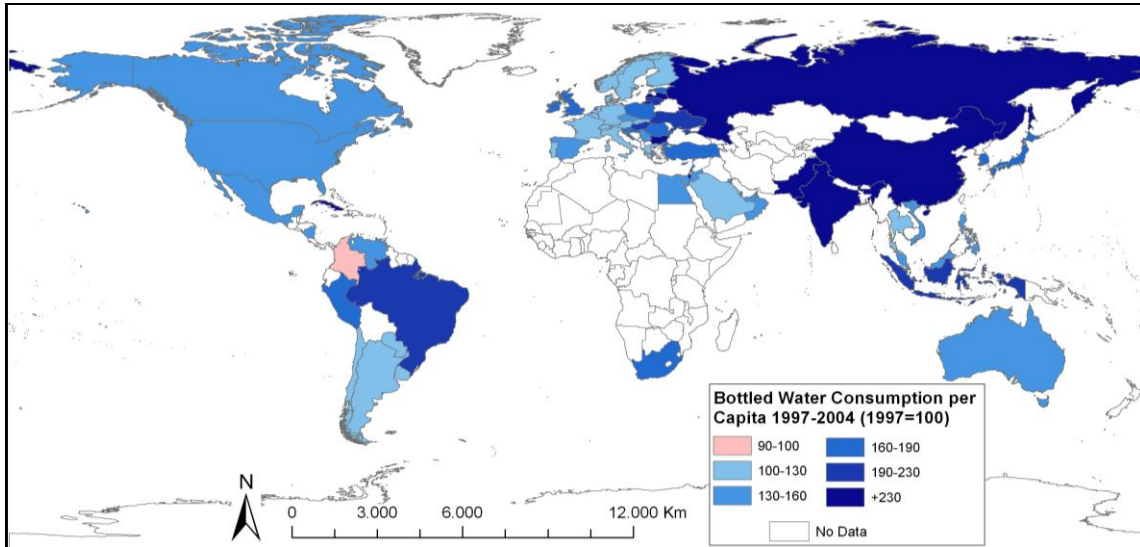 Bottled Water Consumption per
Capita 1997-2004 (1997=100)
90-100
160-190
100-130
190-230
130-160
+230
No Data
N
0 3.000 6.000 12.000 Km